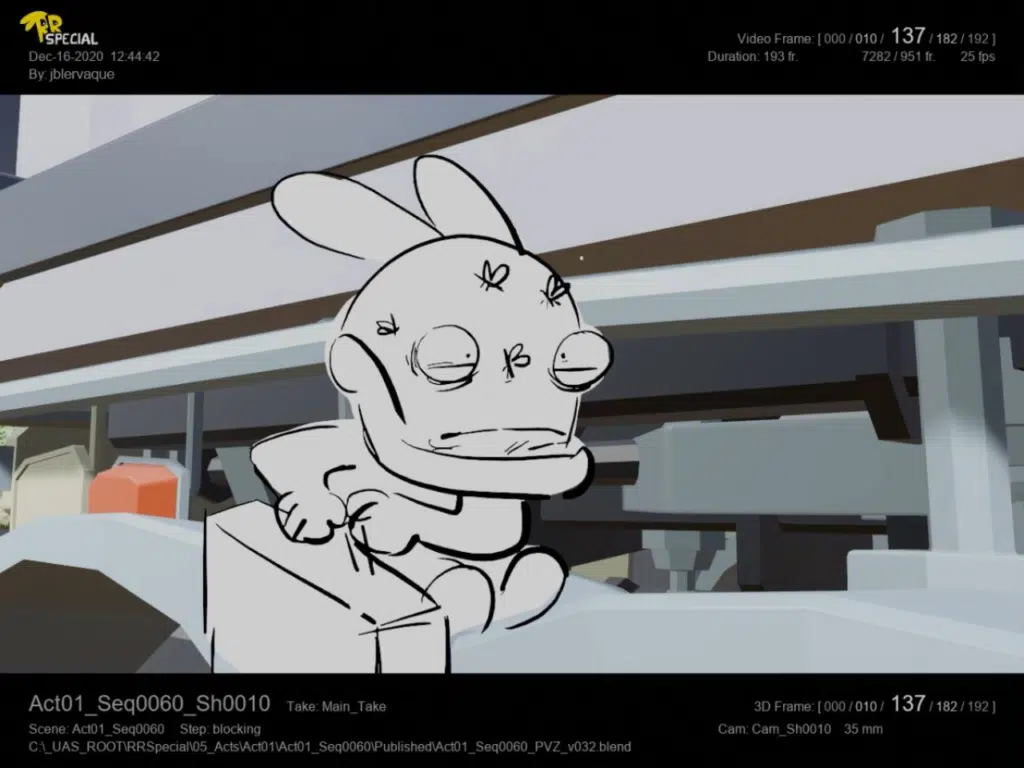 RR
SPECIAL
Dec-16-2020 12:44:42
By: jblervaque
Video Frame: [ 000 / 010 / 137 / 182 / 192 ]
Duration: 193 fr. 7282 / 951 fr. 25 fps
Act01_Seq0060_Sh0010 Take: Main_Take
Scene: Act01_Seq0060 Step: blocking
C:\_UAS_ROOT\RRSpecial\05_Acts\Act01\Act01_Seq0060\Published\Act01_Seq0060_PVZ_v032.blend
3D Frame: [ 000 / 010 / 137 / 182 / 192 ]
Cam: Cam_Sh0010 35 mm